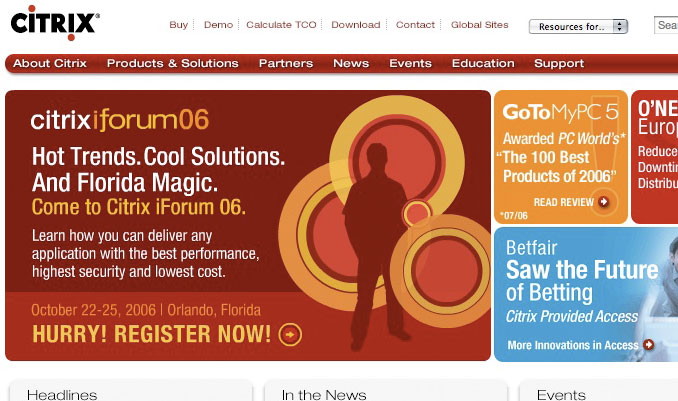 CITRIX®
Buy Demo Calculate TCO Download Contact Global Sites Resources for.. Sea
About Citrix Products & Solutions Partners News Events Education Support
citrix iforum06
Hot Trends. Cool Solutions.
And Florida Magic.
Come to Citrix iForum 06.
Learn how you can deliver any
application with the best performance,
highest security and lowest cost.
October 22-25, 2006 | Orlando, Florida
HURRY! REGISTER NOW!
GoToMyPC 5
Awarded PC World's*
"The 100 Best
Products of 2006"
READ REVIEW
*07/06
O'NE
Europ
Reduce
Downtin
Distribu
Betfair
Saw the Future
of Betting
Citrix Provided Access
More Innovations in Access
Headlines In the News Events